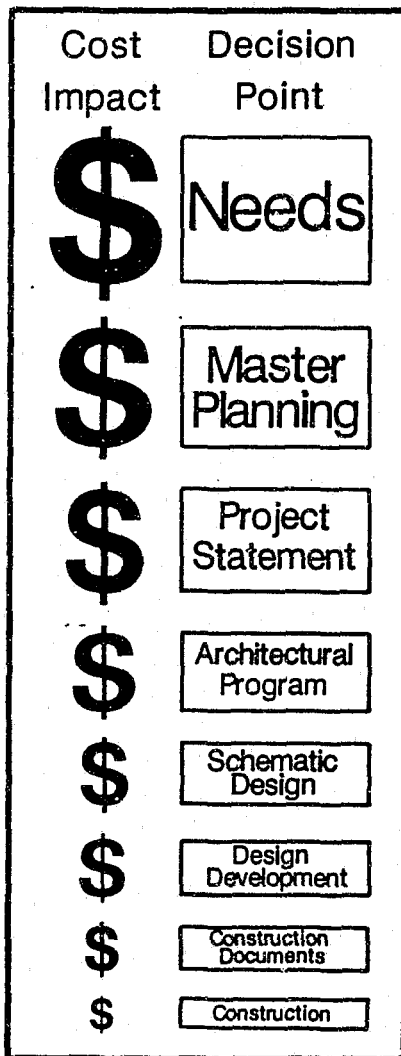 Cost Decision
Impact Point
$ Needs
$ Master
Planning
$ Project
Statement
$ Architectural
Program
$ Schematic
Design
$ Design
Development
$ Construction
Documents
$ Construction